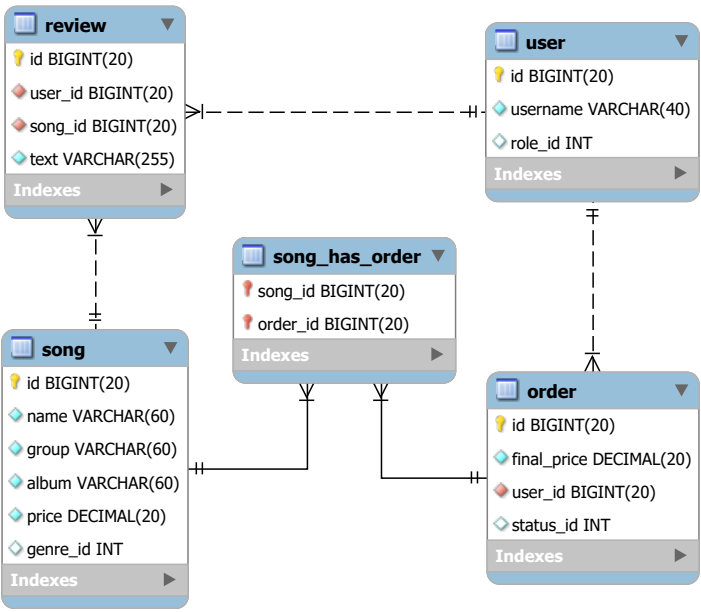 review
id BIGINT(20)
user_id BIGINT(20)
song_id BIGINT(20)
text VARCHAR(255)
Indexes
user
id BIGINT(20)
username VARCHAR(40)
role_id INT
Indexes
song_has_order
song_id BIGINT(20)
order_id BIGINT(20)
Indexes
song
id BIGINT(20)
name VARCHAR(60)
group VARCHAR(60)
album VARCHAR(60)
price DECIMAL(20)
genre_id INT
Indexes
order
id BIGINT(20)
final_price DECIMAL(20)
user_id BIGINT(20)
status_id INT
Indexes